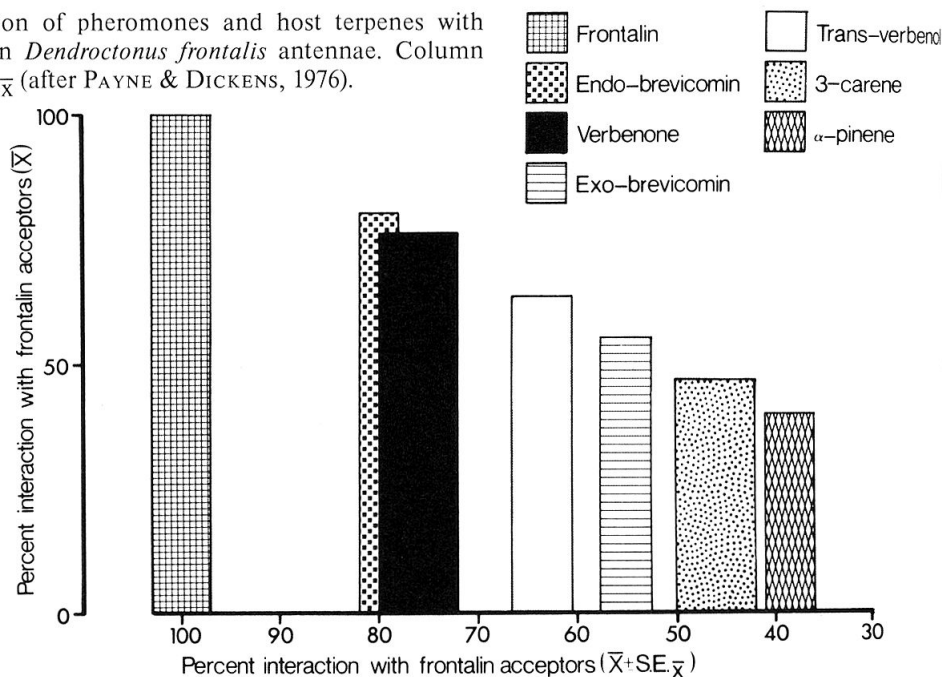 on of pheromones and host terpenes with
n Dendroctonus frontalis antennae. Column
x̅ (after PAYNE & DICKENS, 1976).
Frontalin
Trans-verbenol
Endo-brevicomin
3-carene
Verbenone
α-pinene
Exo-brevicomin
Percent interaction with frontalin acceptors (X̅)
100
50
0
100 90 80 70 60 50 40 30
Percent interaction with frontalin acceptors (X̅+S.E.x̅)